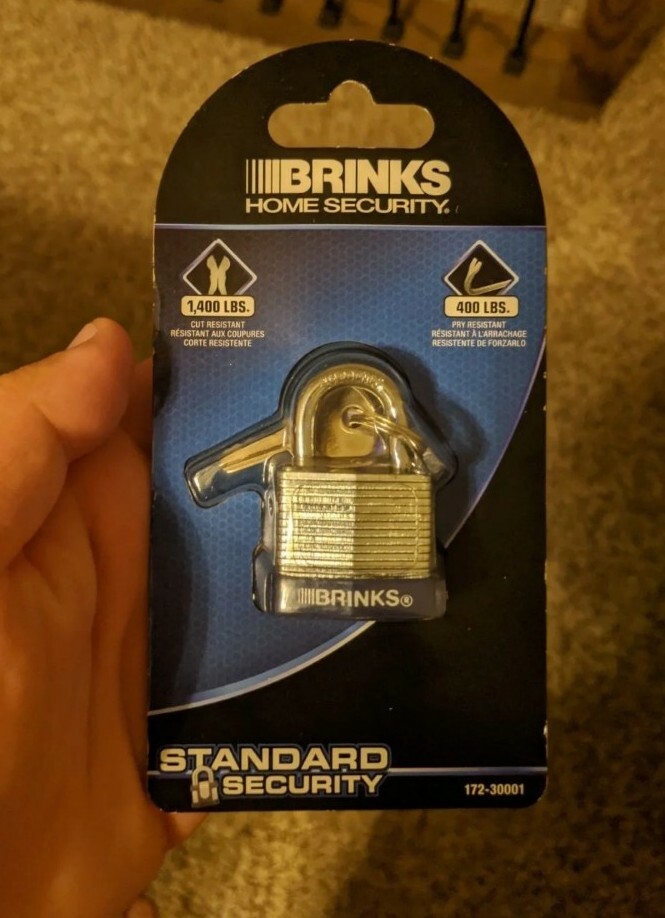 BRINKS
HOME SECURITY®
1,400 LBS.
CUT RESISTANT
RÉSISTANT AUX COUPURES
CORTE RESISTENTE
400 LBS.
PRY RESISTANT
RÉSISTANT À L'ARRACHAGE
RESISTENTE DE FORZARLO
BRINKS®
STANDARD
SECURITY
172-30001